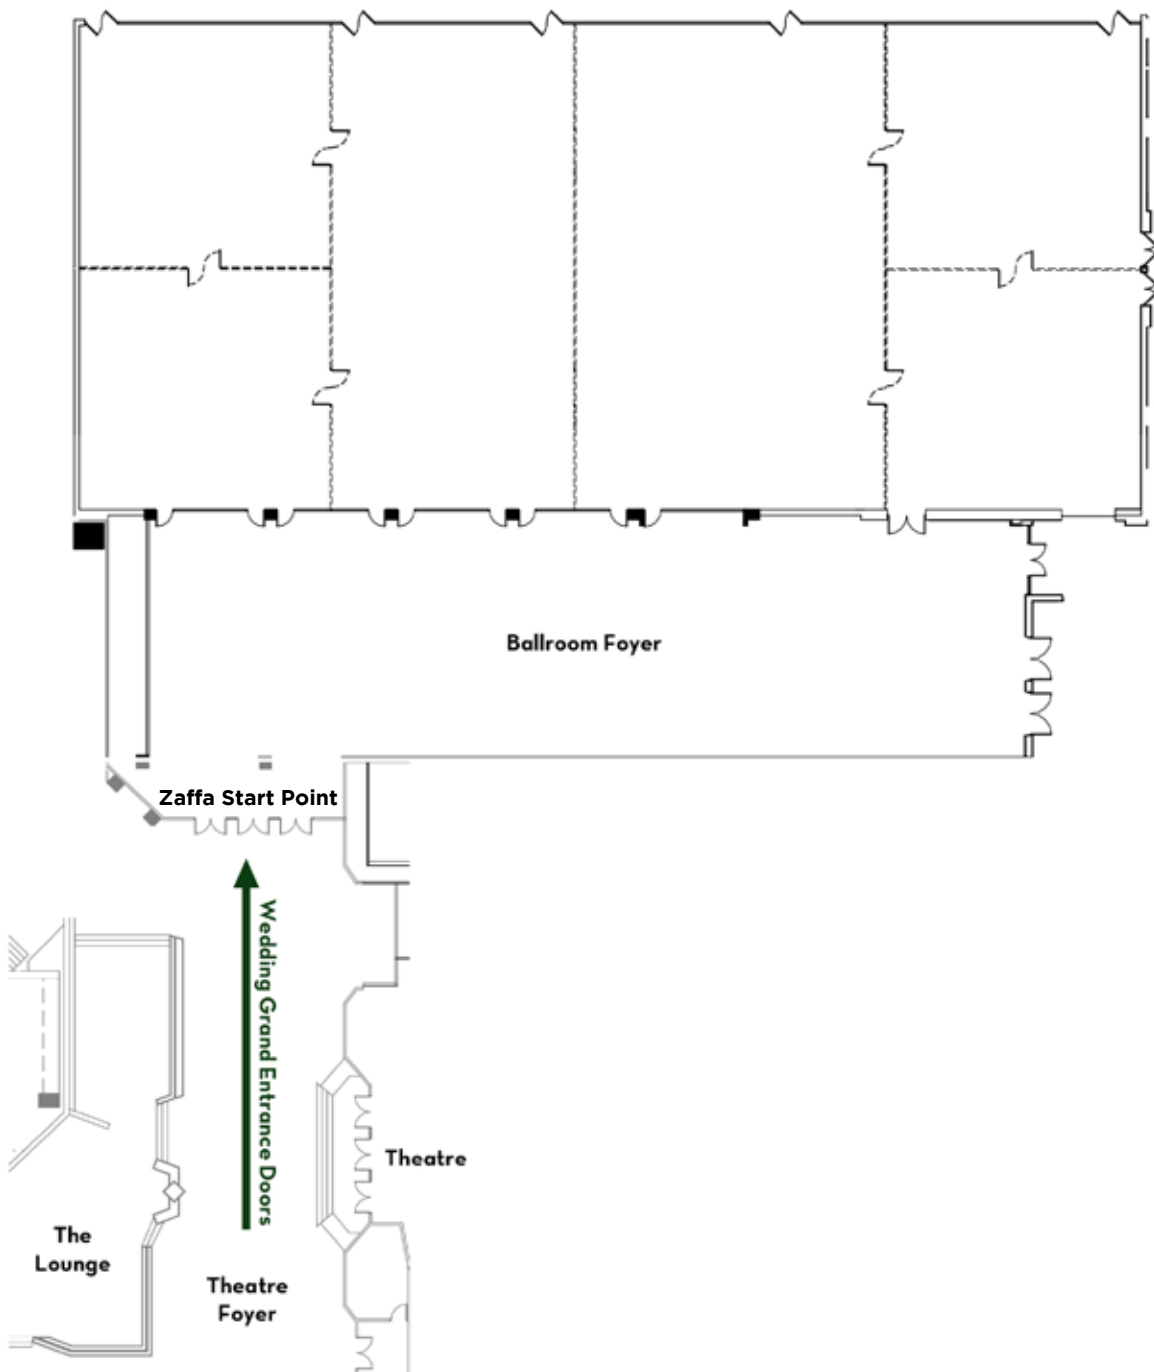 Ballroom Foyer
Zaffa Start Point
Wedding Grand Entrance Doors
Theatre
The
Lounge
Theatre
Foyer